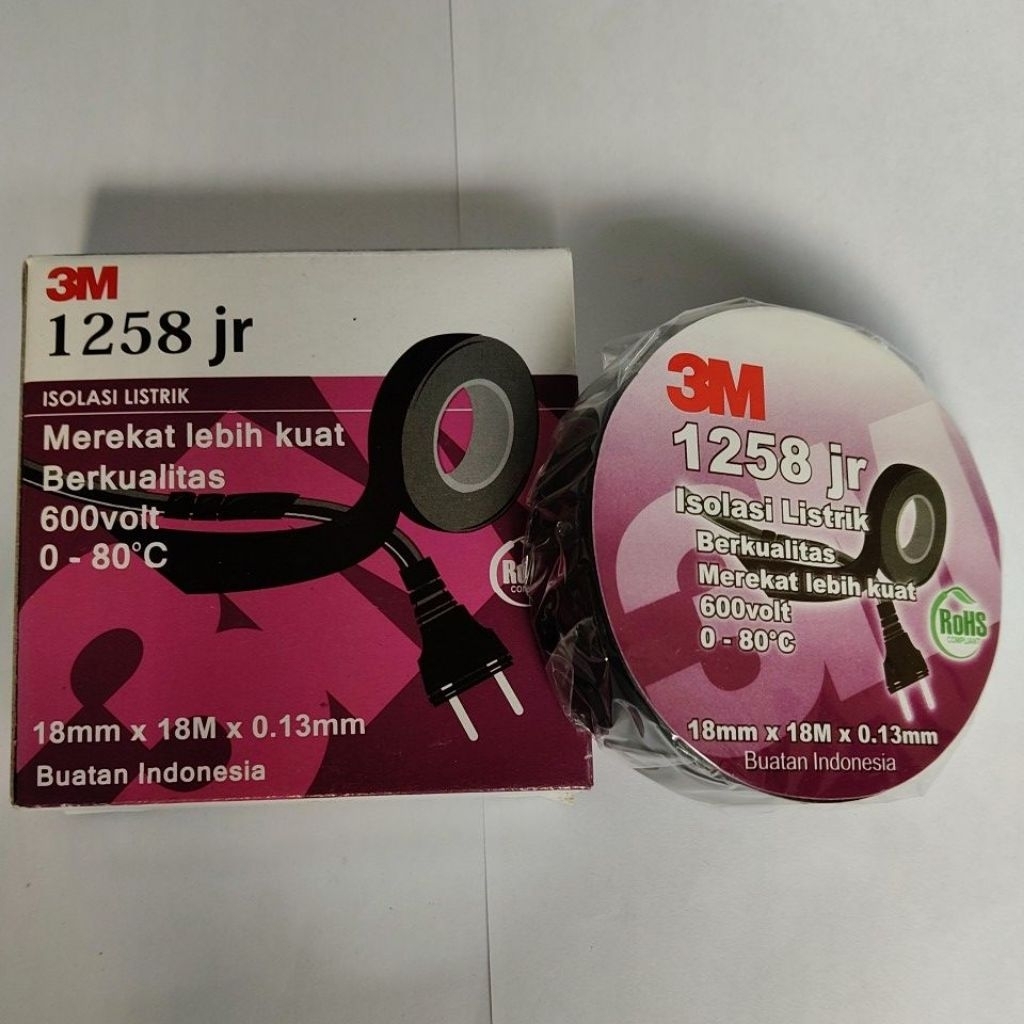 3M
1258 jr
ISOLASI LISTRIK
Merekat lebih kuat
Berkualitas
600volt
0 - 80°C
18mm x 18M x 0.13mm
Buatan Indonesia
3M
1258 jr
Isolasi Listrik
Berkualitas
Merekat lebih kuat
600volt
0 - 80°C
RoHS
COMPLIANT
18mm x 18M x 0.13mm
Buatan Indonesia